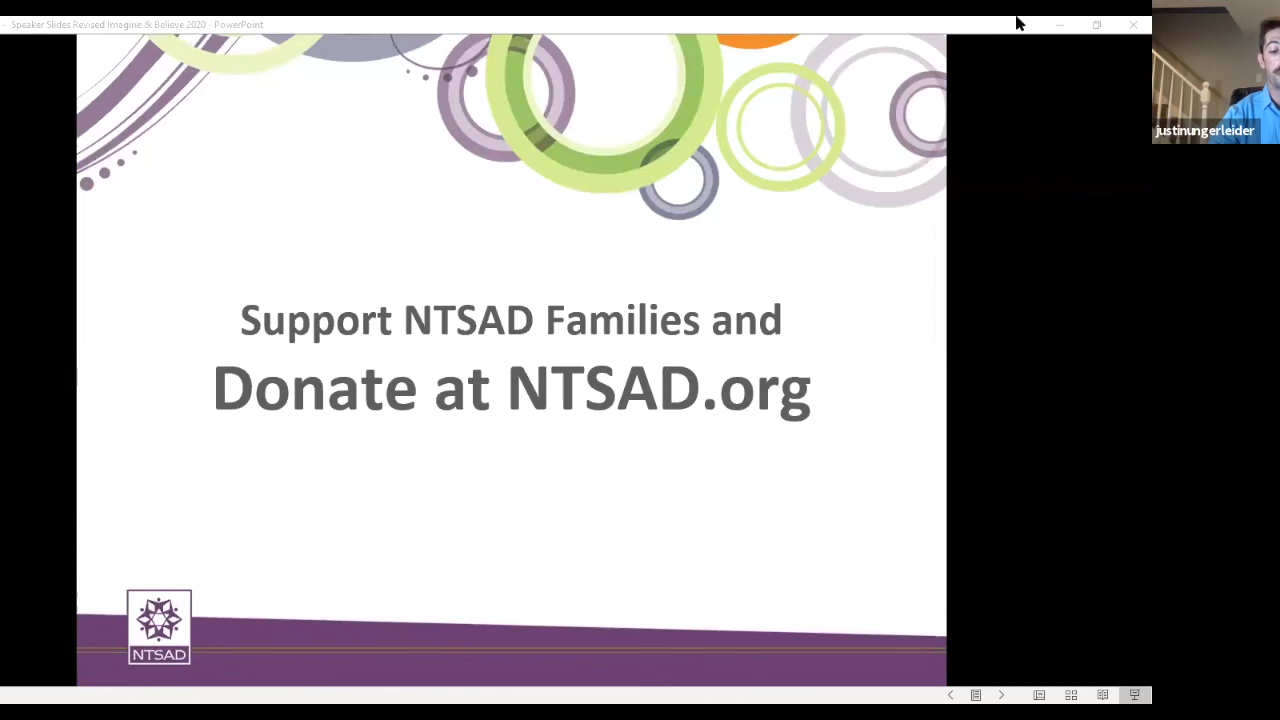 - Speaker Slides Revised Imagine & Believe 2020 - PowerPoint
justinungerleider
Support NTSAD Families and
Donate at NTSAD.org
NTSAD